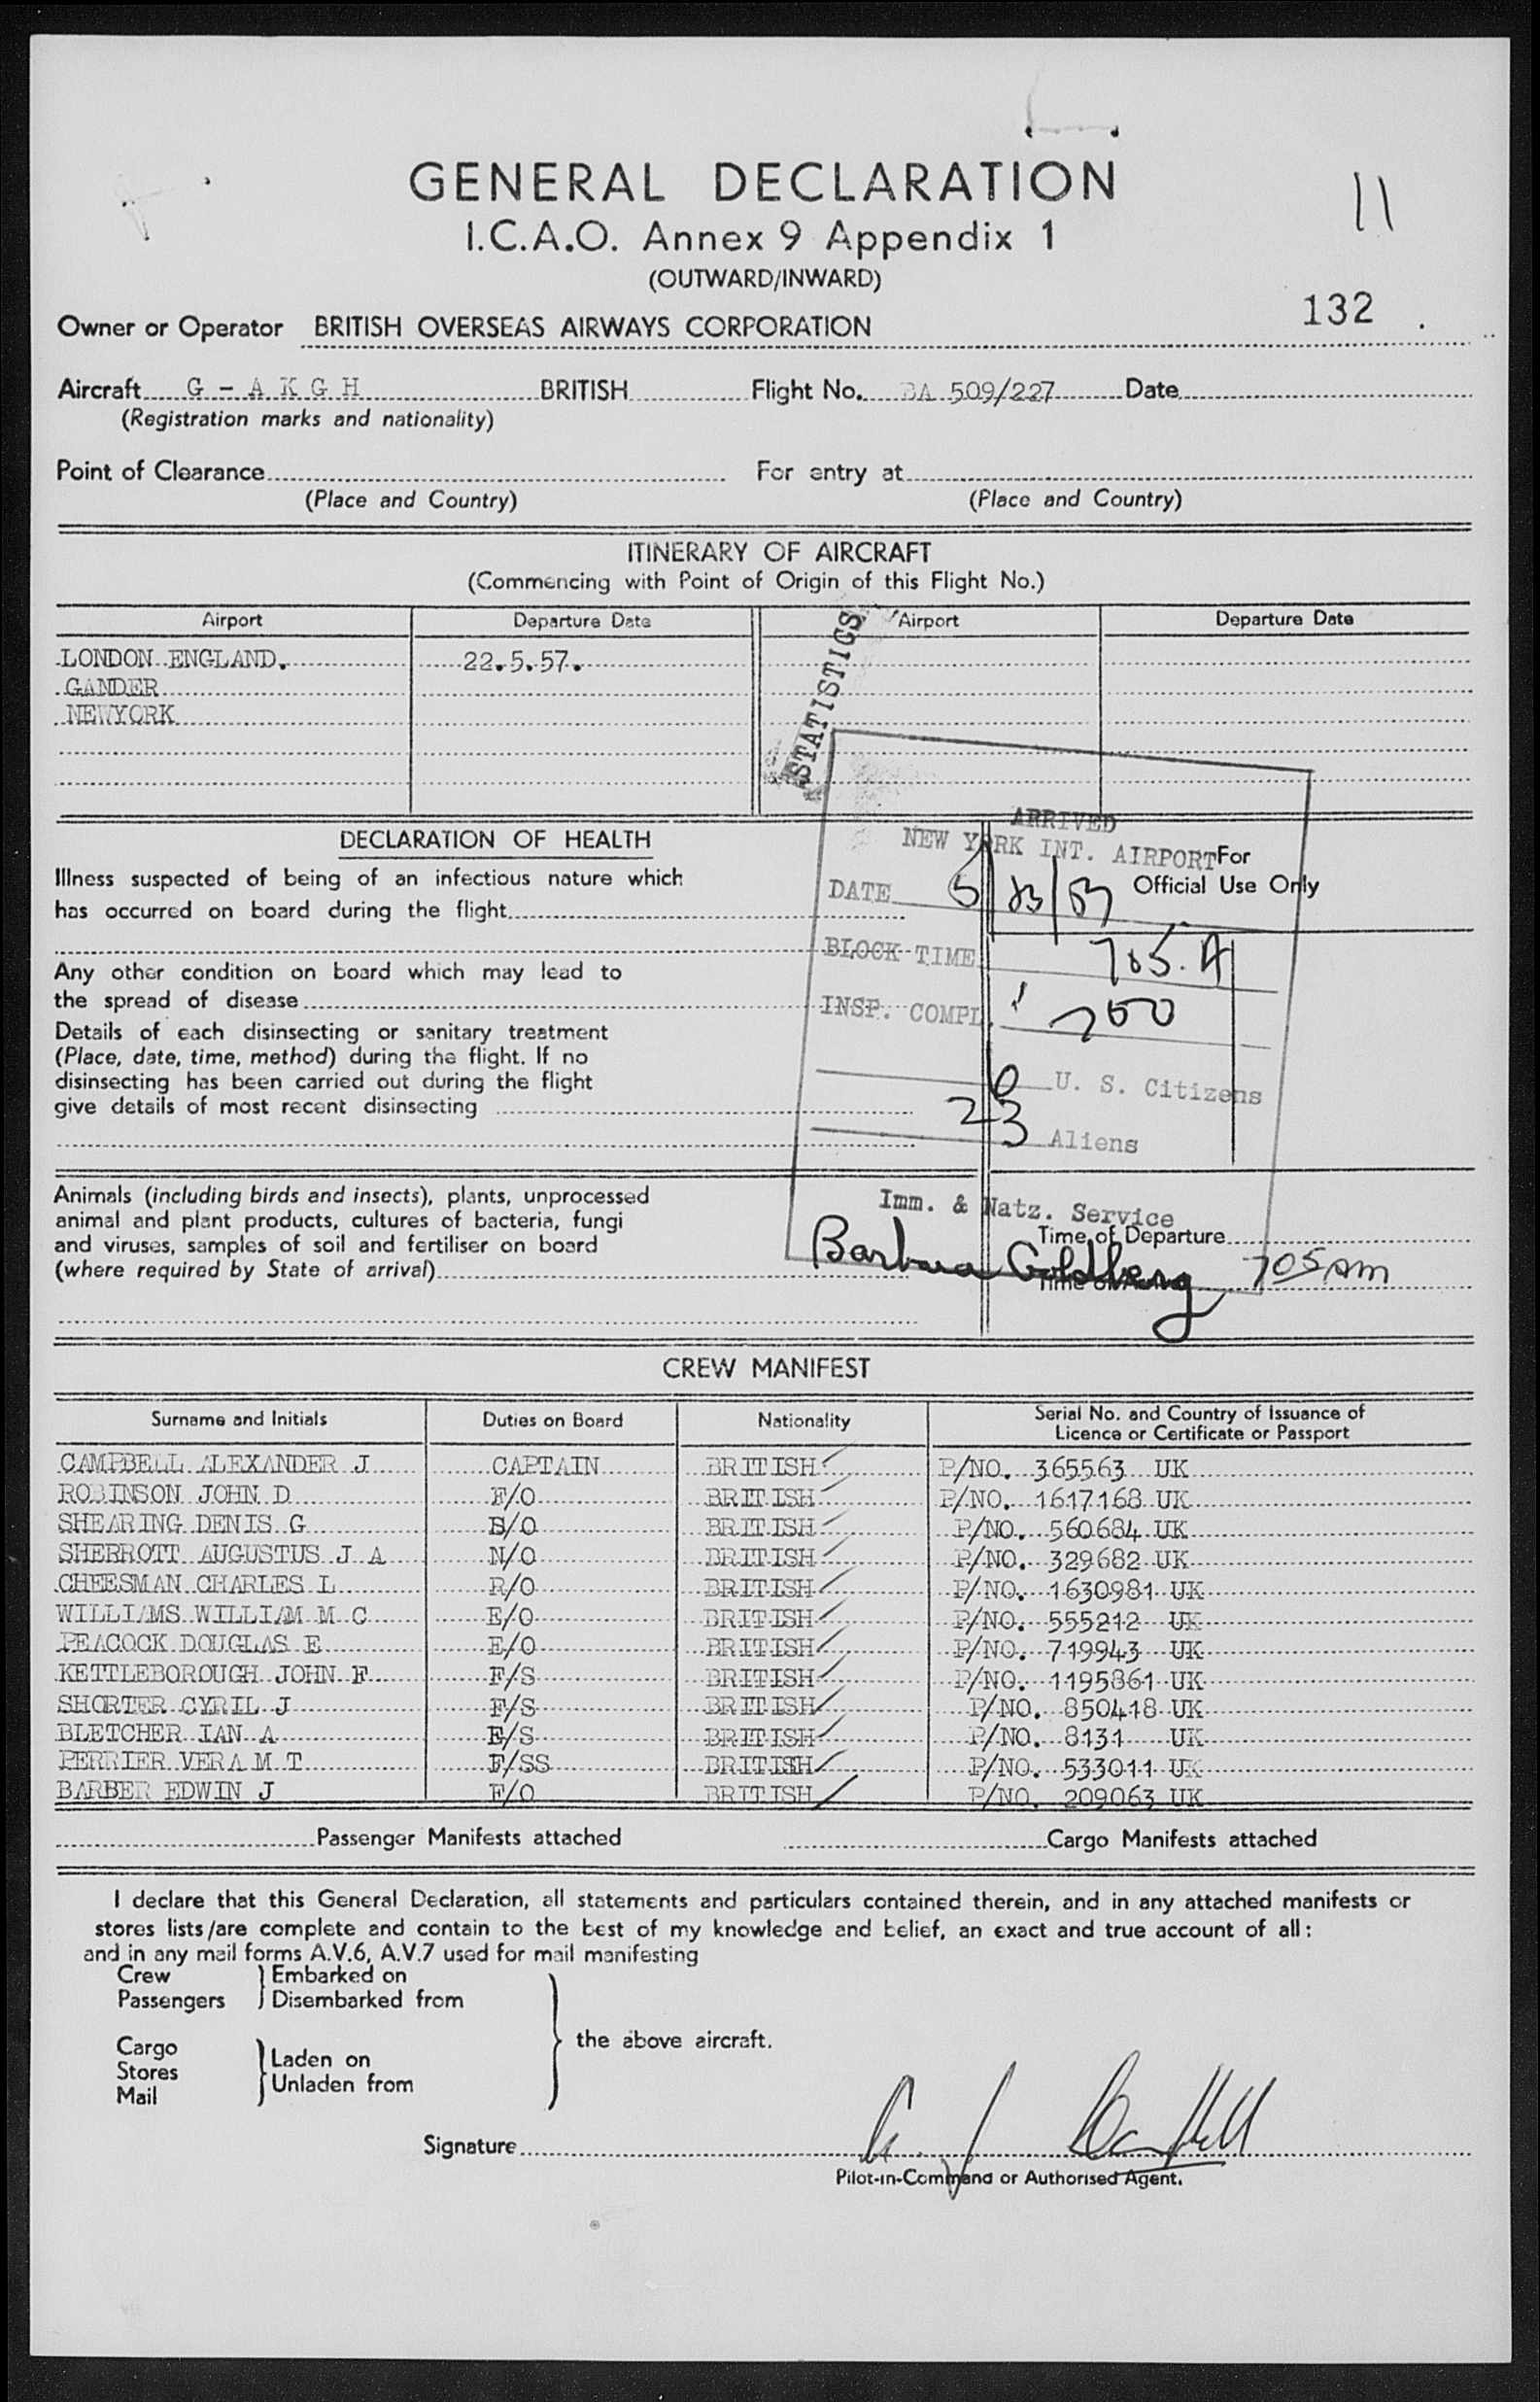 GENERAL DECLARATION
11
I.C.A.O. Annex 9 Appendix 1
(OUTWARD/INWARD)
132
Owner or Operator BRITISH OVERSEAS AIRWAYS CORPORATION
Aircraft G - A K G H BRITISH Flight No. BA 509/227 Date
(Registration marks and nationality)
Point of Clearance For entry at
(Place and Country) (Place and Country)
ITINERARY OF AIRCRAFT
(Commencing with Point of Origin of this Flight No.)
Airport Departure Date Airport Departure Date
LONDON ENGLAND. 22.5.57.
GANDER
NEWYORK
STATISTICS
DECLARATION OF HEALTH
Illness suspected of being of an infectious nature which
has occurred on board during the flight
Any other condition on board which may lead to
the spread of disease
Details of each disinsecting or sanitary treatment
(Place, date, time, method) during the flight. If no
disinsecting has been carried out during the flight
give details of most recent disinsecting
Animals (including birds and insects), plants, unprocessed
animal and plant products, cultures of bacteria, fungi
and viruses, samples of soil and fertiliser on board
(where required by State of arrival)
For
Official Use Only
ARRIVED
NEW YORK INT. AIRPORT
DATE 5/23/57
BLOCK TIME 705.A
INSP. COMPL. 700
0 U. S. Citizens
23 Aliens
Imm. & Natz. Service
Barbara Goldberg
Time of Departure
705 am
CREW MANIFEST
Surname and Initials Duties on Board Nationality Serial No. and Country of Issuance of
Licence or Certificate or Passport
CAMPBELL ALEXANDER J CAPTAIN BRITISH P/NO. 365563 UK
ROBINSON JOHN D F/O BRITISH P/NO. 1617168 UK
SHEARING DENIS G BRITISH P/NO. 560684 UK
SHERROTT AUGUSTUS J A N/O BRITISH P/NO. 329682 UK
CHEESMAN CHARLES L R/O BRITISH P/NO. 1630981 UK
WILLIAMS WILLIAM M C E/O BRITISH P/NO. 555212 UK
PEACOCK DOUGLAS E E/O BRITISH P/NO. 719943 UK
KETTLEBOROUGH JOHN F F/S BRITISH P/NO. 1195861 UK
SHORTER CYRIL J F/S BRITISH P/NO. 850418 UK
BLETCHER IAN A BRITISH P/NO. 8131 UK
PERRIER VERA M T F/SS BRITISH P/NO. 533011 UK
BARBER EDWIN J F/O BRITISH P/NO. 209063 UK
Passenger Manifests attached Cargo Manifests attached
I declare that this General Declaration, all statements and particulars contained therein, and in any attached manifests or
stores lists/are complete and contain to the best of my knowledge and belief, an exact and true account of all:
and in any mail forms A.V.6, A.V.7 used for mail manifesting
Crew Embarked on
Passengers Disembarked from
the above aircraft.
Cargo
Stores Laden on
Mail Unladen from
Signature A. J. Campbell
Pilot-in-Command or Authorised Agent.